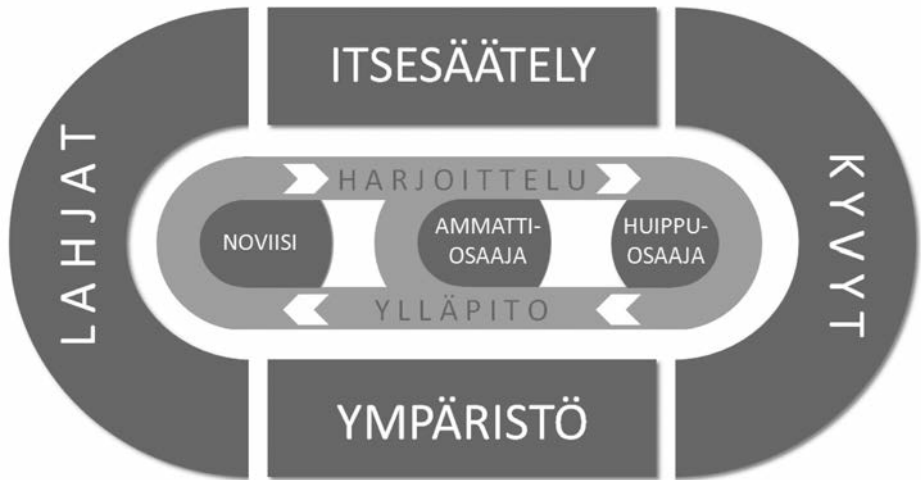 ITSESÄÄTELY
LAHJAT
KYVYT
HARJOITTELU
NOVIISI
AMMATTI-
OSAAJA
HUIPPU-
OSAAJA
YLLÄPITO
YMPÄRISTÖ